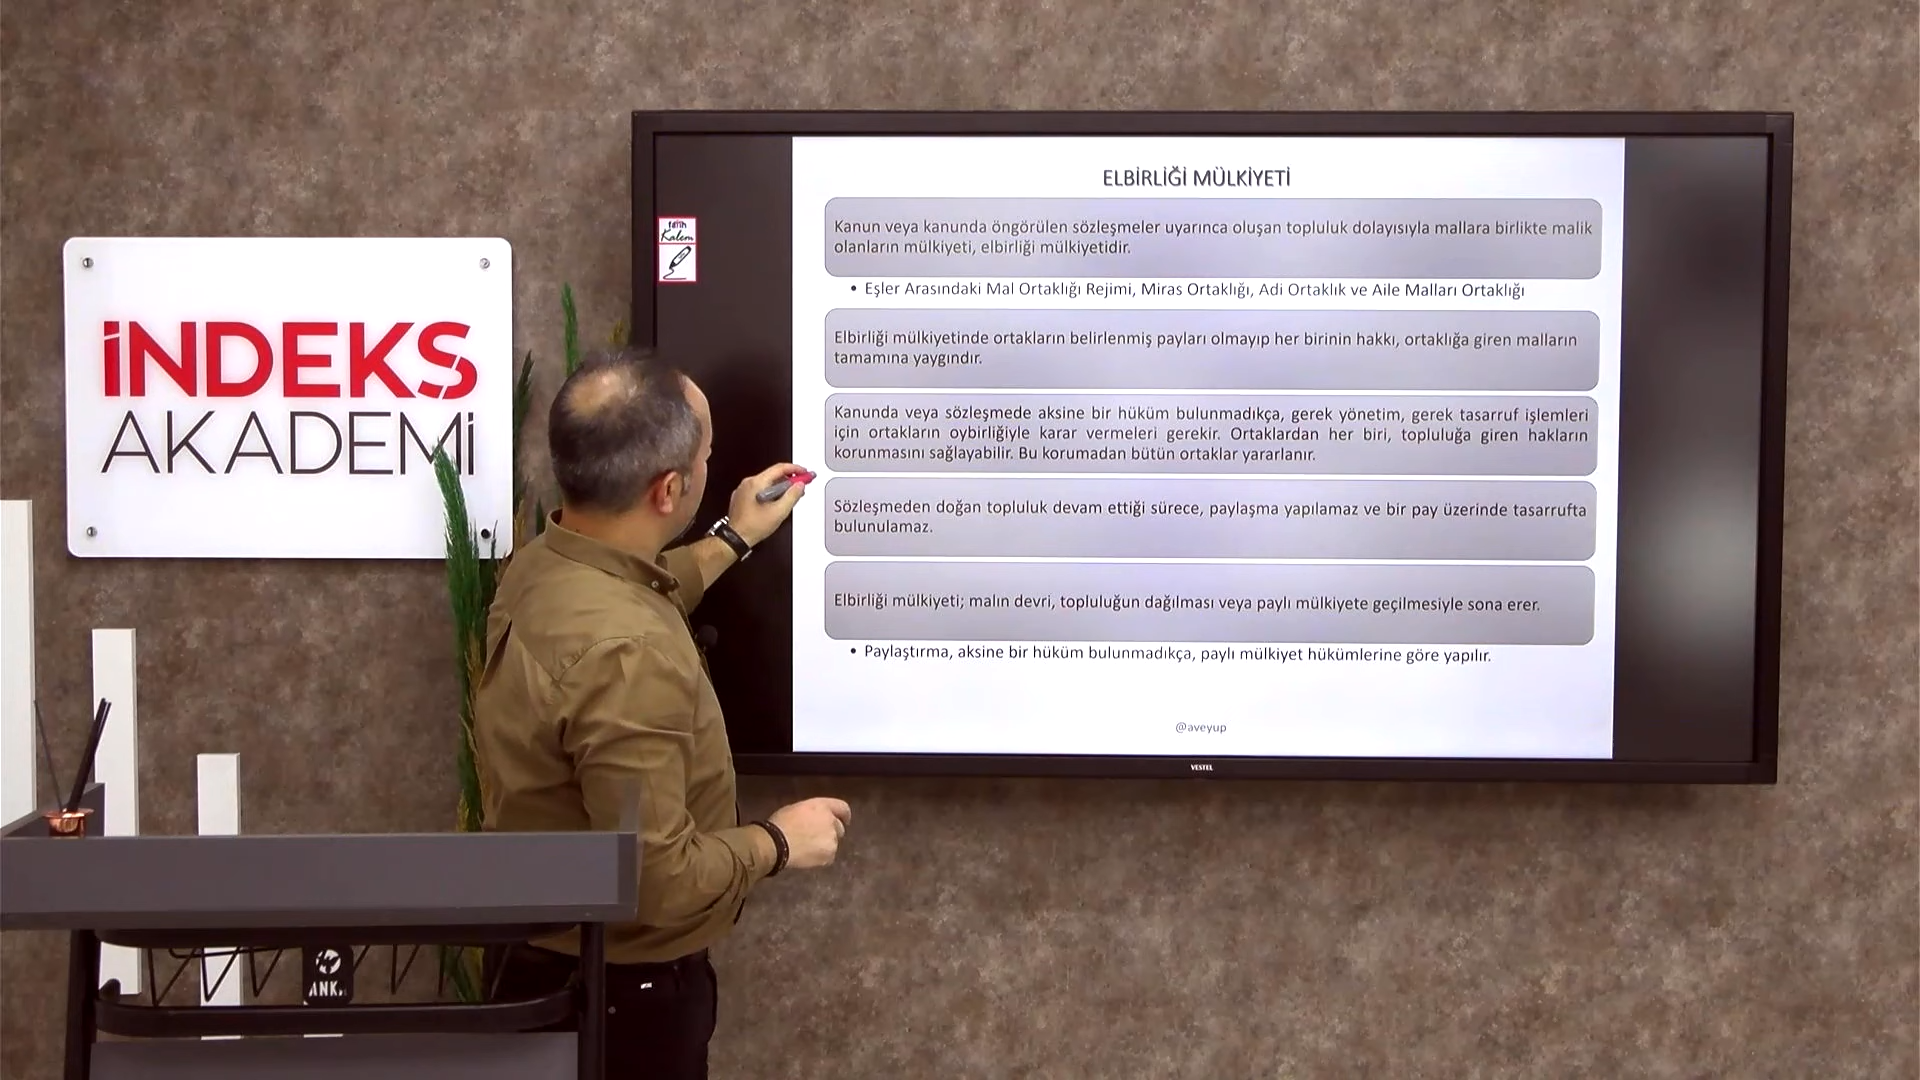 İNDEKS
AKADEMİ
fatih
Kalem
ELBİRLİĞİ MÜLKİYETİ
Kanun veya kanunda öngörülen sözleşmeler uyarınca oluşan topluluk dolayısıyla mallara birlikte malik
olanların mülkiyeti, elbirliği mülkiyetidir.
• Eşler Arasındaki Mal Ortaklığı Rejimi, Miras Ortaklığı, Adi Ortaklık ve Aile Malları Ortaklığı
Elbirliği mülkiyetinde ortakların belirlenmiş payları olmayıp her birinin hakkı, ortaklığa giren malların
tamamına yaygındır.
Kanunda veya sözleşmede aksine bir hüküm bulunmadıkça, gerek yönetim, gerek tasarruf işlemleri
için ortakların oybirliğiyle karar vermeleri gerekir. Ortaklardan her biri, topluluğa giren hakların
korunmasını sağlayabilir. Bu korumadan bütün ortaklar yararlanır.
Sözleşmeden doğan topluluk devam ettiği sürece, paylaşma yapılamaz ve bir pay üzerinde tasarrufta
bulunulamaz.
Elbirliği mülkiyeti; malın devri, topluluğun dağılması veya paylı mülkiyete geçilmesiyle sona erer.
• Paylaştırma, aksine bir hüküm bulunmadıkça, paylı mülkiyet hükümlerine göre yapılır.
@aveyup
VESTEL